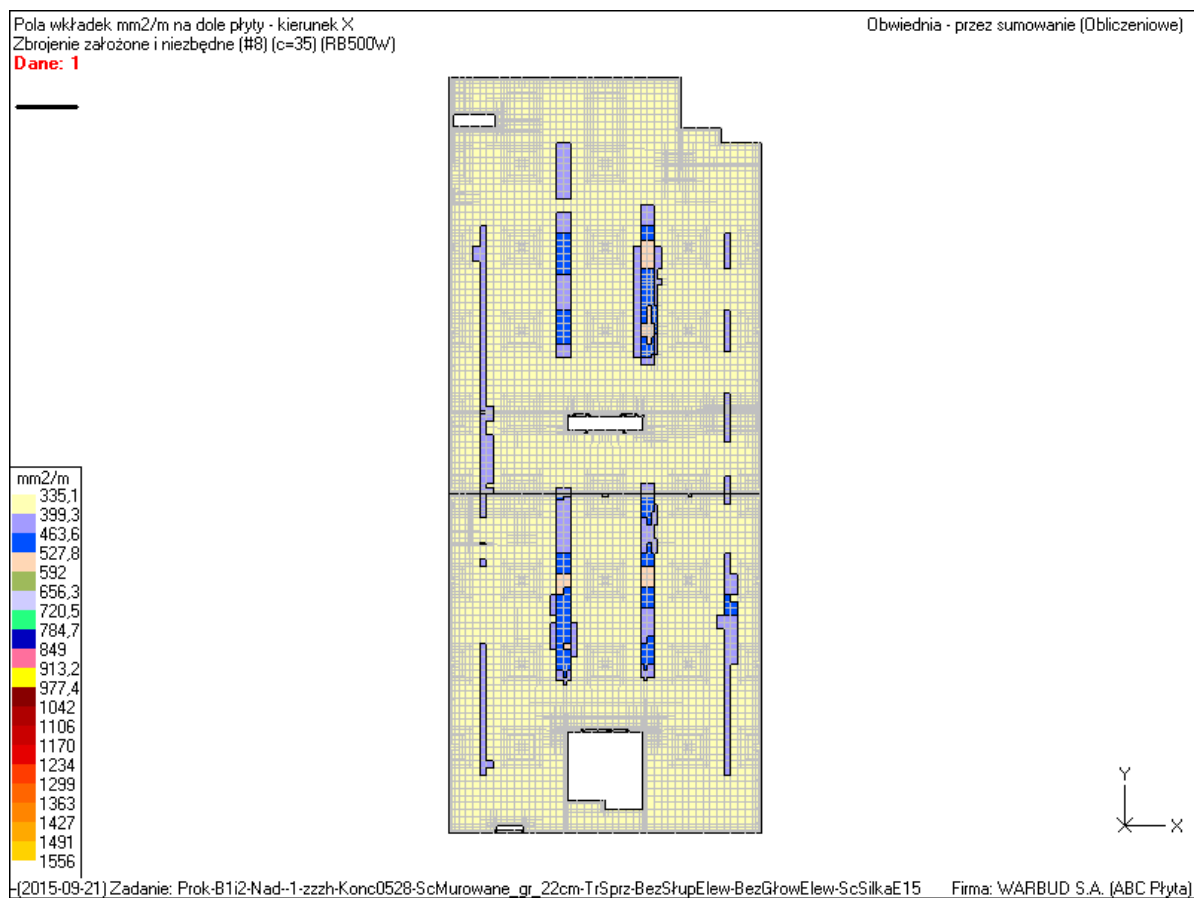 Pola wkładek mm2/m na dole płyty - kierunek X
Obwiednia - przez sumowanie (Obliczeniowe)
Zbrojenie założone i niezbędne (#8) (c=35) (RB500W)
Dane: 1
mm2/m
335,1
399,3
463,6
527,8
592
656,3
720,5
784,7
849
913,2
977,4
1042
1106
1170
1234
1299
1363
1427
1491
1556
Y
X
-(2015-09-21) Zadanie: Prok-B1i2-Nad--1-zzzh-Konc0528-ScMurowane_gr_22cm-TrSprz-BezSłupElew-BezGłowElew-ScSilkaE15
Firma: WARBUD S.A. (ABC Płyta)